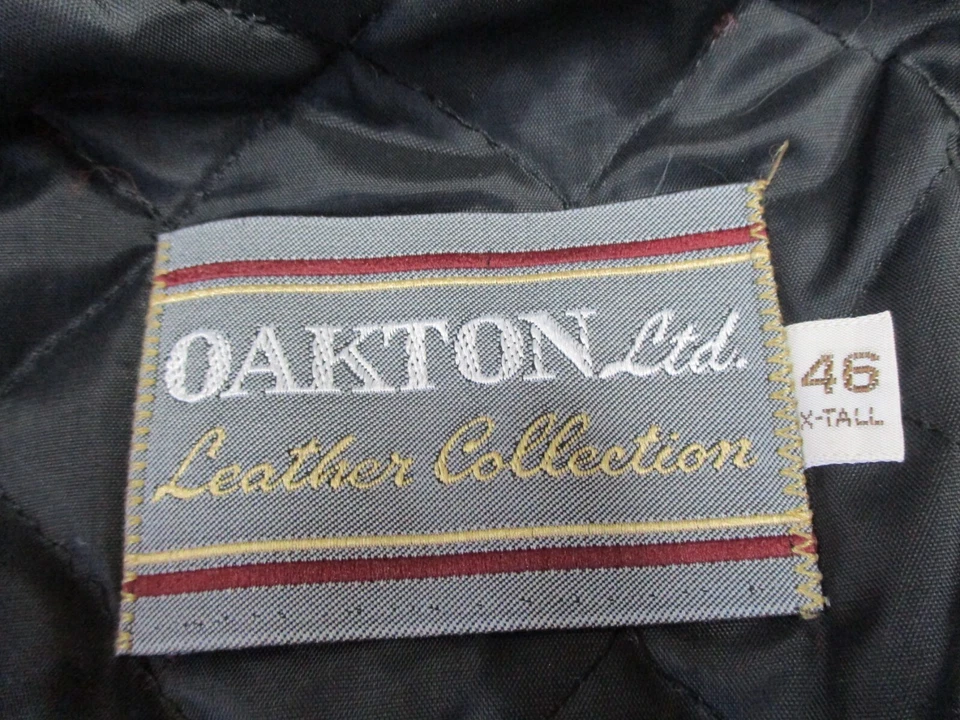 OAKTON Ltd.
Leather Collection
46
X-TALL